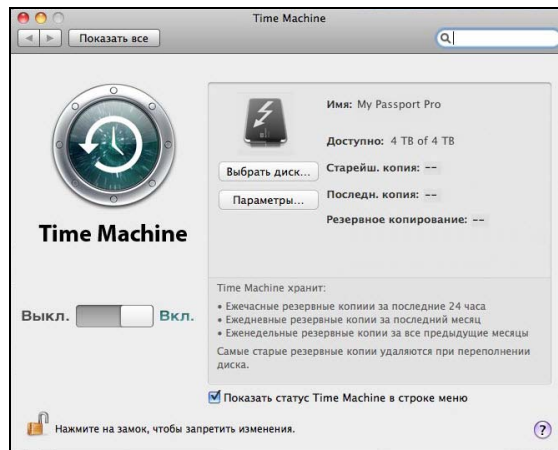 Time Machine
Показать все
Имя: My Passport Pro
Доступно: 4 TB of 4 TB
Выбрать диск...
Старейш. копия: --
Параметры...
Последн. копия: --
Резервное копирование: --
Time Machine
Выкл.
Вкл.
Time Machine хранит:
• Ежечасные резервные копиии за последние 24 часа
• Ежедневные резервные копии за последний месяц
• Еженедельные резервные копии за все предыдущие месяцы
Самые старые резервные копии удаляются при переполнении
диска.
Показать статус Time Machine в строке меню
Нажмите на замок, чтобы запретить изменения.
?